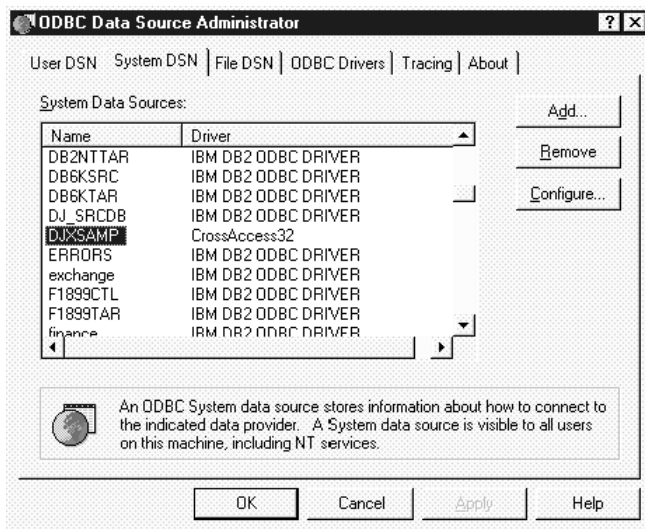 ODBC Data Source Administrator
User DSN System DSN File DSN ODBC Drivers Tracing About
System Data Sources:
Name Driver
DB2NTTAR IBM DB2 ODBC DRIVER
DB6KSRC IBM DB2 ODBC DRIVER
DB6KTAR IBM DB2 ODBC DRIVER
DJ_SRCDB IBM DB2 ODBC DRIVER
DJXSAMP CrossAccess32
ERRORS IBM DB2 ODBC DRIVER
exchange IBM DB2 ODBC DRIVER
F1899CTL IBM DB2 ODBC DRIVER
F1899TAR IBM DB2 ODBC DRIVER
finance IBM DB2 ODBC DRIVER
Add...
Remove
Configure...
An ODBC System data source stores information about how to connect to
the indicated data provider. A System data source is visible to all users
on this machine, including NT services.
OK Cancel Apply Help